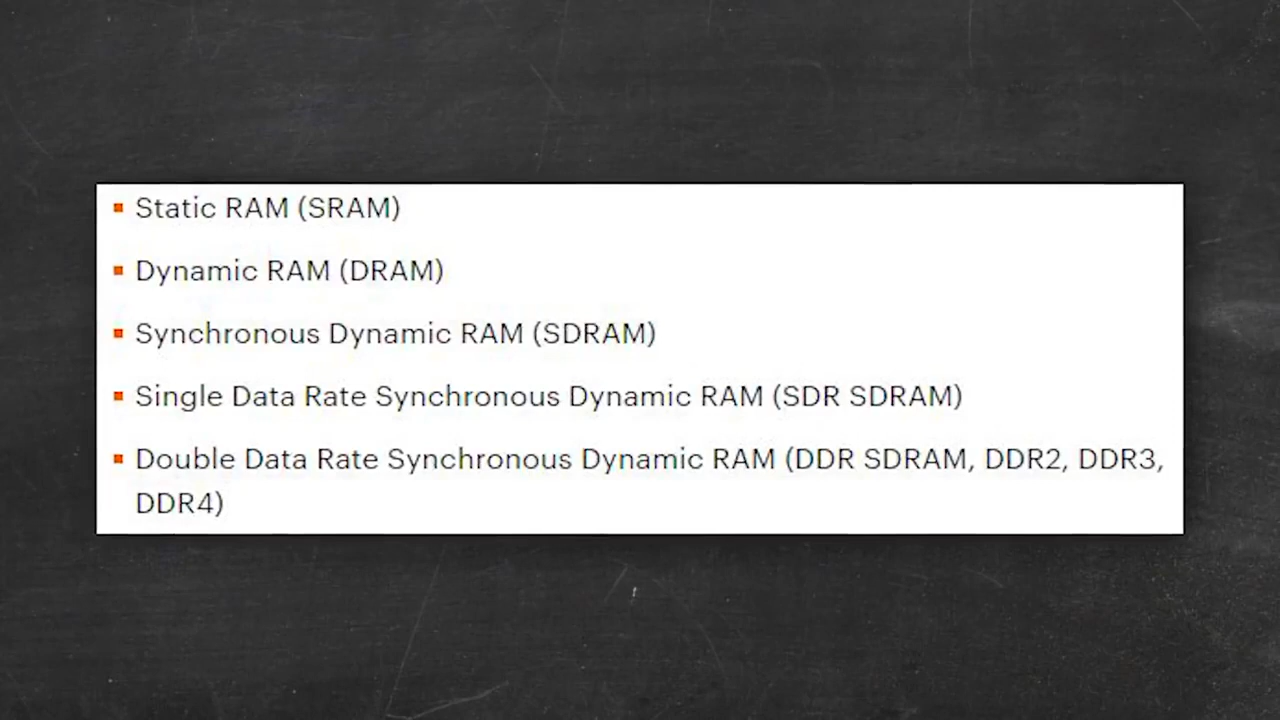 Static RAM (SRAM)
Dynamic RAM (DRAM)
Synchronous Dynamic RAM (SDRAM)
Single Data Rate Synchronous Dynamic RAM (SDR SDRAM)
Double Data Rate Synchronous Dynamic RAM (DDR SDRAM, DDR2, DDR3,
DDR4)